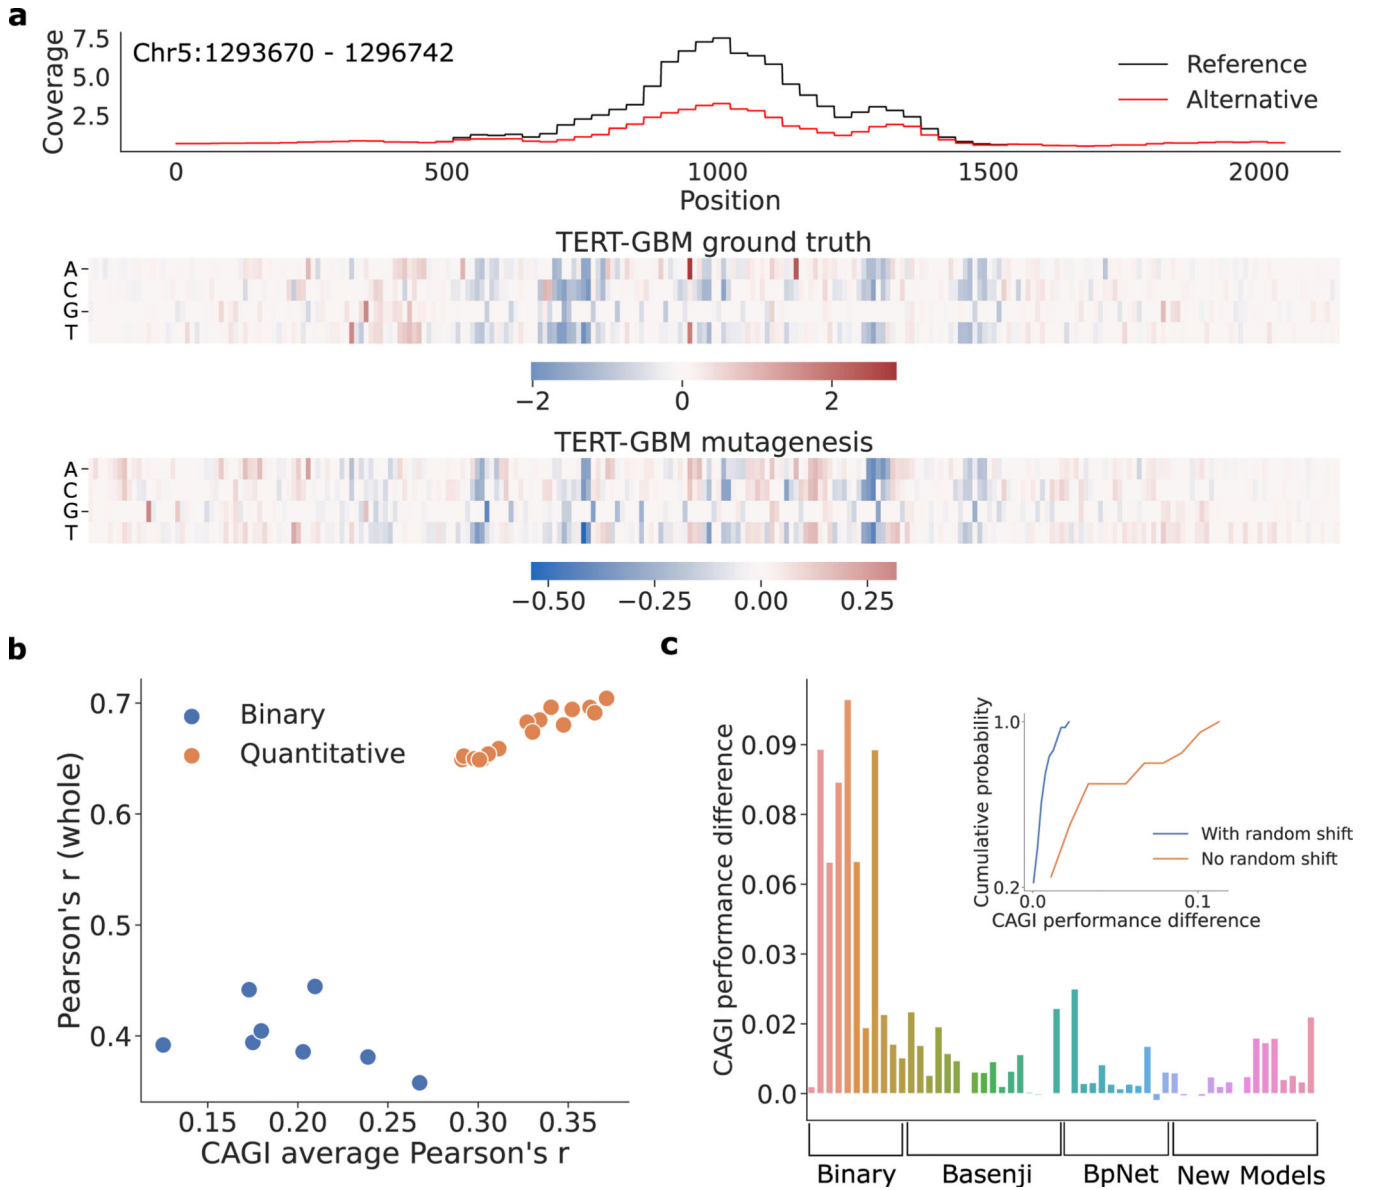 a
Coverage
7.5
5.0
2.5
Chr5:1293670 - 1296742
Reference
Alternative
0 500 1000 1500 2000
Position
TERT-GBM ground truth
A
C
G
T
−2 0 2
TERT-GBM mutagenesis
A
C
G
T
−0.50 −0.25 0.00 0.25
b
Pearson's r (whole)
0.7
0.6
0.5
0.4
Binary
Quantitative
0.15 0.20 0.25 0.30 0.35
CAGI average Pearson's r
c
CAGI performance difference
0.09
0.08
0.06
0.03
0.02
0.0
Cumulative probability
1.0
0.2
With random shift
No random shift
0.0 0.1
CAGI performance difference
Binary Basenji BpNet New Models